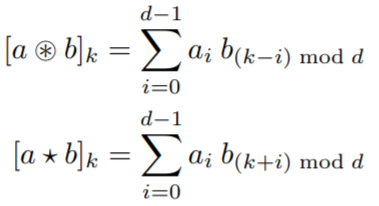 [a ⊛ b]_k = \sum_{i=0}^{d-1} a_i b_{(k-i) mod d}
[a ⋆ b]_k = \sum_{i=0}^{d-1} a_i b_{(k+i) mod d}